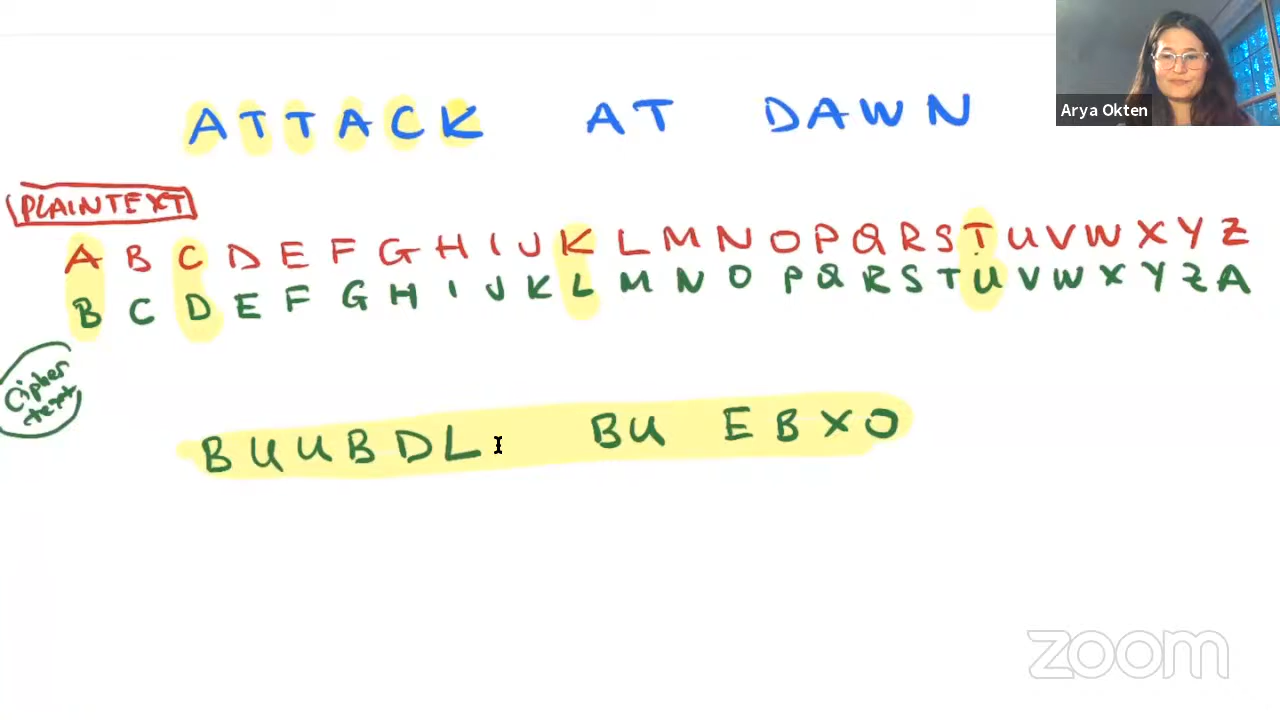 Arya Okten
ATTACK AT DAWN
PLAINTEXT
A B C D E F G H I J K L M N O P Q R S T U V W X Y Z
B C D E F G H I J K L M N O P Q R S T U V W X Y Z A
Cipher
text
BUUBDL BU EBXO
zoom